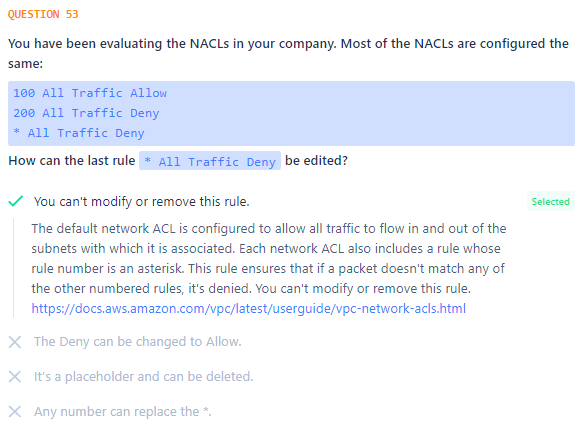 QUESTION 53
You have been evaluating the NACLs in your company. Most of the NACLs are configured the
same:
100 All Traffic Allow
200 All Traffic Deny
* All Traffic Deny
How can the last rule * All Traffic Deny be edited?
You can't modify or remove this rule.
Selected
The default network ACL is configured to allow all traffic to flow in and out of the
subnets with which it is associated. Each network ACL also includes a rule whose
rule number is an asterisk. This rule ensures that if a packet doesn't match any of
the other numbered rules, it's denied. You can't modify or remove this rule.
https://docs.aws.amazon.com/vpc/latest/userguide/vpc-network-acls.html
The Deny can be changed to Allow.
It's a placeholder and can be deleted.
Any number can replace the *.